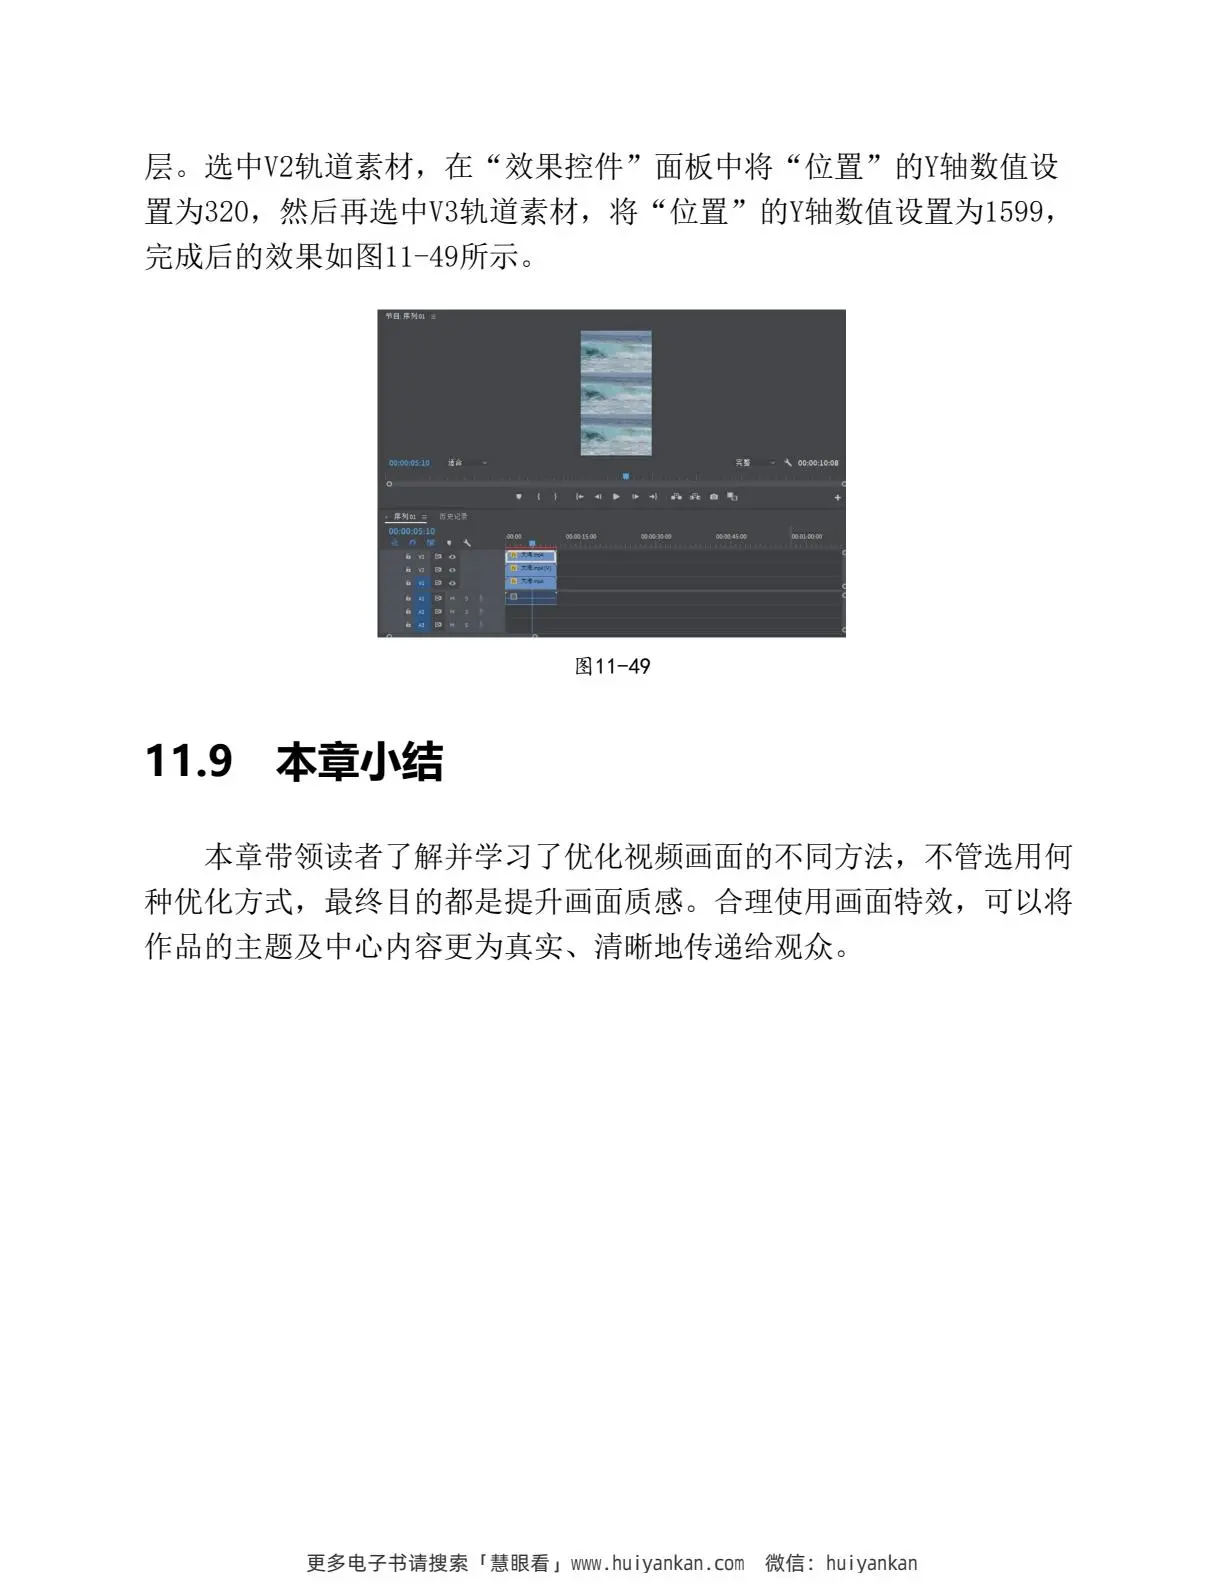 层。选中V2轨道素材，在“效果控件”面板中将“位置”的Y轴数值设
置为320，然后再选中V3轨道素材，将“位置”的Y轴数值设置为1599，
完成后的效果如图11-49所示。
节目: 序列01
00:00:05:10 适合 完整 00:00:10:08
序列01 历史记录
00:00:05:10
:00:00 00:00:15:00 00:00:30:00 00:00:45:00 00:01:00:00
V3 大海.mp4
V2 大海.mp4[V]
V1 大海.mp4
A1 M S
A2 M S
A3 M S
图11-49
11.9 本章小结
本章带领读者了解并学习了优化视频画面的不同方法，不管选用何
种优化方式，最终目的都是提升画面质感。合理使用画面特效，可以将
作品的主题及中心内容更为真实、清晰地传递给观众。
更多电子书请搜索「慧眼看」www.huiyankan.com 微信：huiyankan